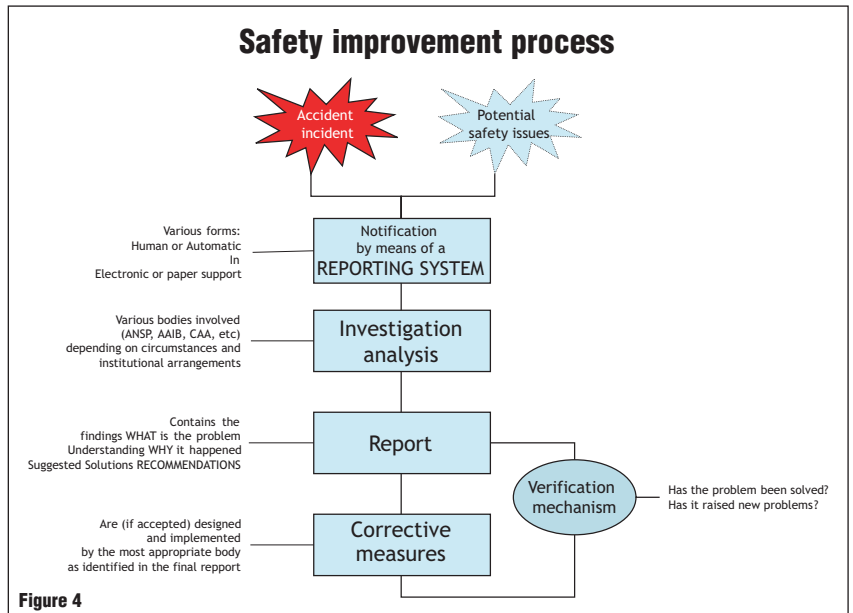 Safety improvement process
Accident
incident
Potential
safety issues
Various forms:
Human or Automatic
In
Electronic or paper support
Notification
by means of a
REPORTING SYSTEM
Various bodies involved
(ANSP, AAIB, CAA, etc)
depending on circumstances and
institutional arrangements
Investigation
analysis
Contains the
findings WHAT is the problem
Understanding WHY it happened
Suggested Solutions RECOMMENDATIONS
Report
Verification
mechanism
Has the problem been solved?
Has it raised new problems?
Are (if accepted) designed
and implemented
by the most appropriate body
as identified in the final repport
Corrective
measures
Figure 4